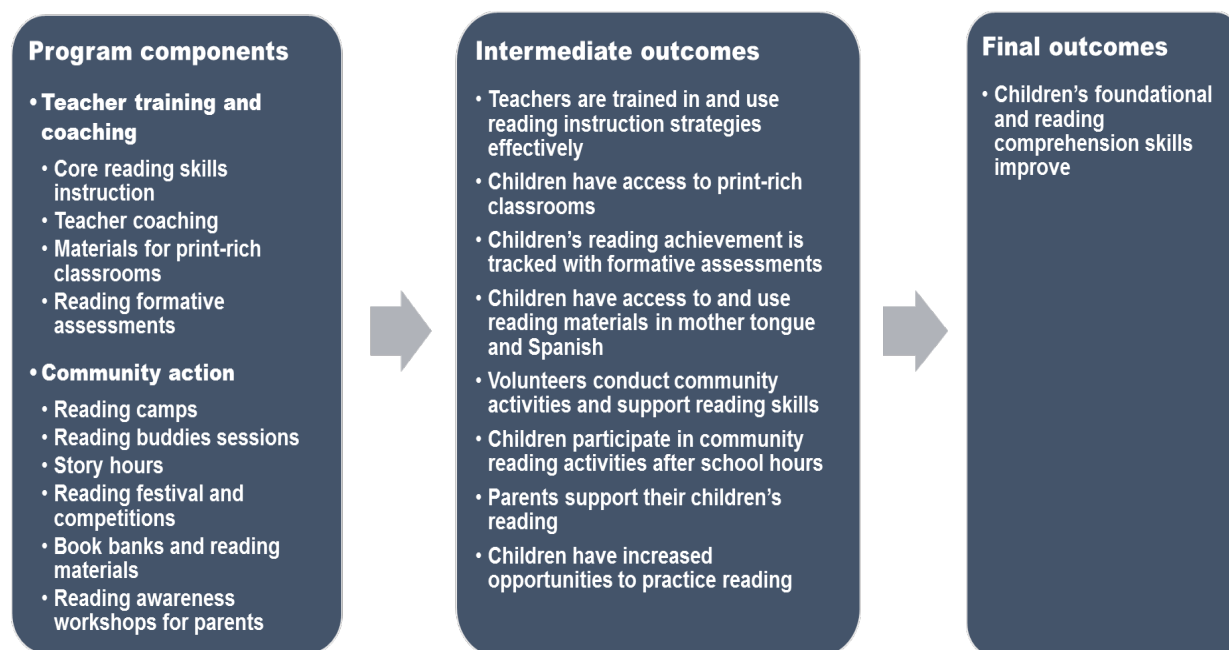 Program components
• Teacher training and
coaching
• Core reading skills
instruction
• Teacher coaching
• Materials for print-rich
classrooms
• Reading formative
assessments
• Community action
• Reading camps
• Reading buddies sessions
• Story hours
• Reading festival and
competitions
• Book banks and reading
materials
• Reading awareness
workshops for parents
Intermediate outcomes
• Teachers are trained in and use
reading instruction strategies
effectively
• Children have access to print-rich
classrooms
• Children’s reading achievement is
tracked with formative assessments
• Children have access to and use
reading materials in mother tongue
and Spanish
• Volunteers conduct community
activities and support reading skills
• Children participate in community
reading activities after school hours
• Parents support their children’s
reading
• Children have increased
opportunities to practice reading
Final outcomes
• Children’s foundational
and reading
comprehension skills
improve